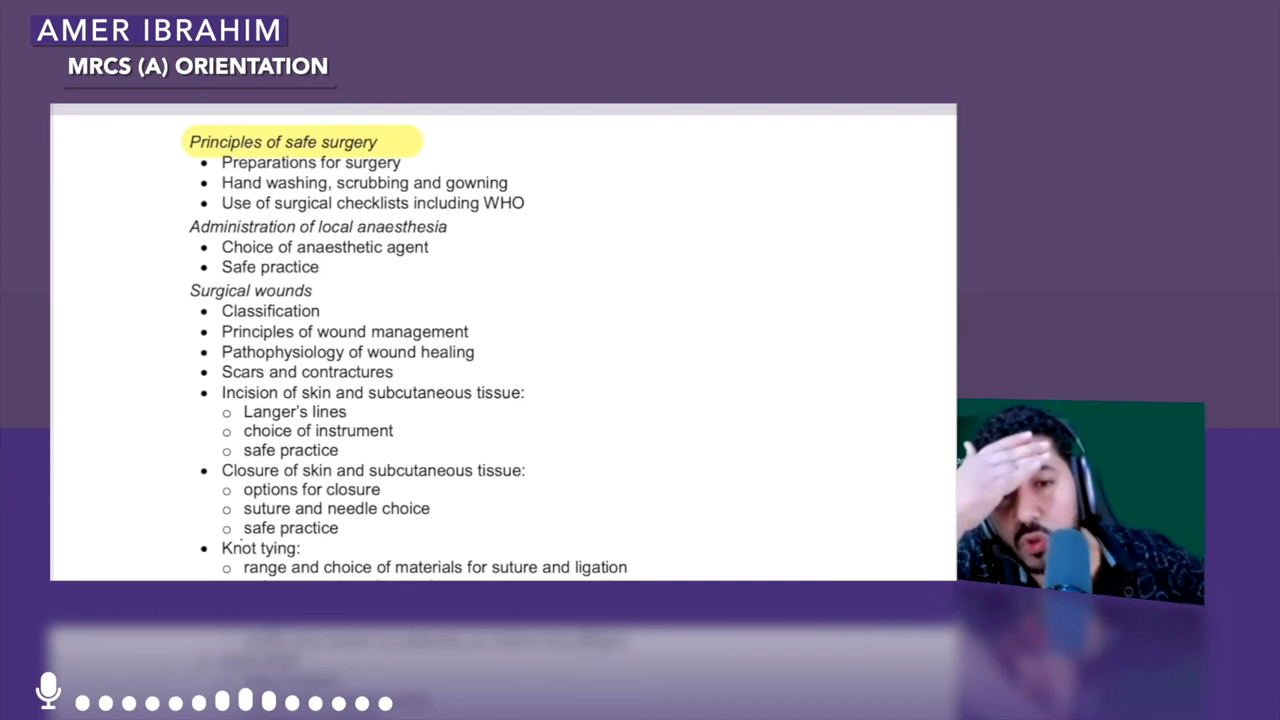 AMER IBRAHIM
MRCS (A) ORIENTATION
Principles of safe surgery
• Preparations for surgery
• Hand washing, scrubbing and gowning
• Use of surgical checklists including WHO
Administration of local anaesthesia
• Choice of anaesthetic agent
• Safe practice
Surgical wounds
• Classification
• Principles of wound management
• Pathophysiology of wound healing
• Scars and contractures
• Incision of skin and subcutaneous tissue:
○ Langer's lines
○ choice of instrument
○ safe practice
• Closure of skin and subcutaneous tissue:
○ options for closure
○ suture and needle choice
○ safe practice
• Knot tying:
○ range and choice of materials for suture and ligation